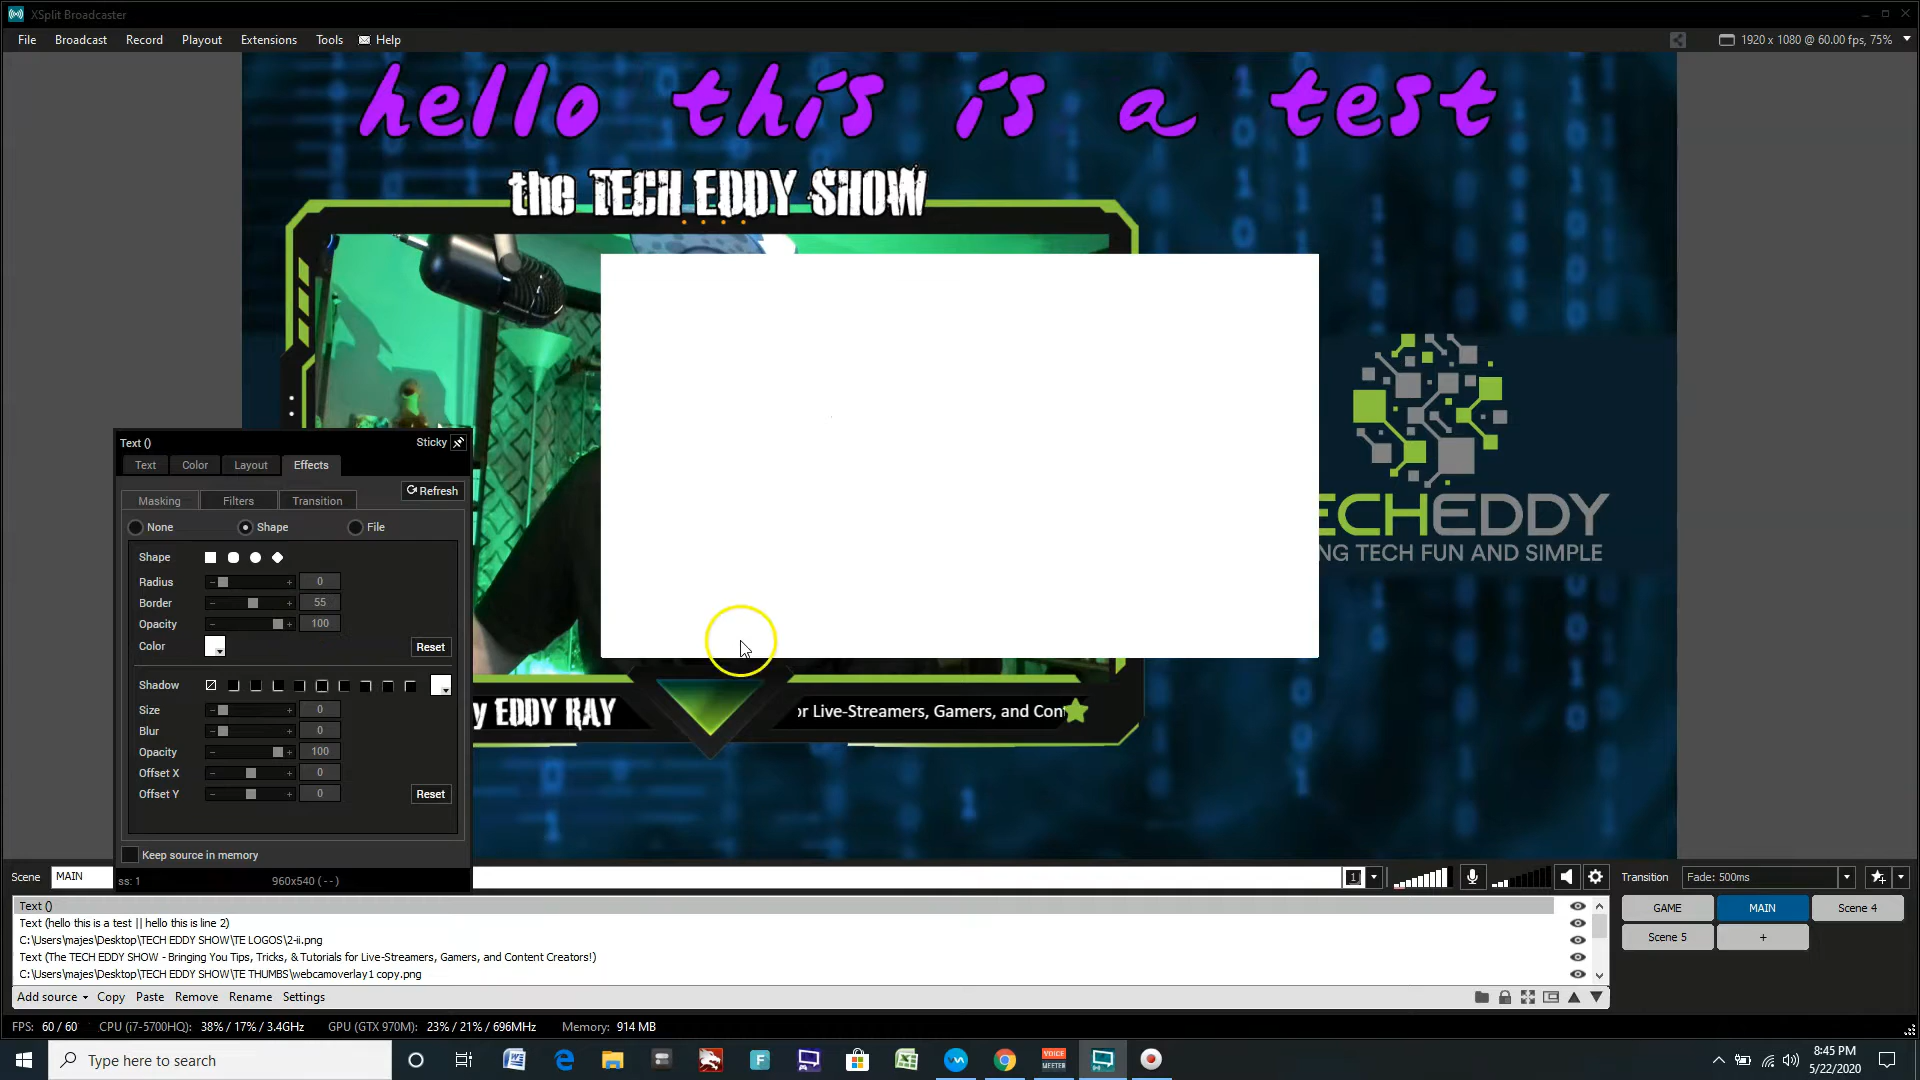 XSplit Broadcaster
File Broadcast Record Playout Extensions Tools Help
1920 x 1080 @ 60.00 fps, 75%
hello this is a test
the TECH EDDY SHOW
ECHEDDY
NG TECH FUN AND SIMPLE
y EDDY RAY
or Live-Streamers, Gamers, and Con
Text ()
Sticky
Text Color Layout Effects
Refresh
Masking Filters Transition
None Shape File
Shape
Radius 0
Border 55
Opacity 100
Color Reset
Shadow
Size 0
Blur 0
Opacity 100
Offset X 0
Offset Y 0 Reset
Keep source in memory
ss: 1 960x540 ( - - )
Scene MAIN
1
Transition Fade: 500ms
Text ()
Text (hello this is a test || hello this is line 2)
C:\Users\majes\Desktop\TECH EDDY SHOW\TE LOGOS\2-ii.png
Text (The TECH EDDY SHOW - Bringing You Tips, Tricks, & Tutorials for Live-Streamers, Gamers, and Content Creators!)
C:\Users\majes\Desktop\TECH EDDY SHOW\TE THUMBS\webcamoverlay1 copy.png
GAME MAIN Scene 4
Scene 5 +
Add source Copy Paste Remove Rename Settings
FPS: 60 / 60 CPU (i7-5700HQ): 38% / 17% / 3.4GHz GPU (GTX 970M): 23% / 21% / 696MHz Memory: 914 MB
Type here to search
VOICE
MEETER
8:45 PM
5/22/2020